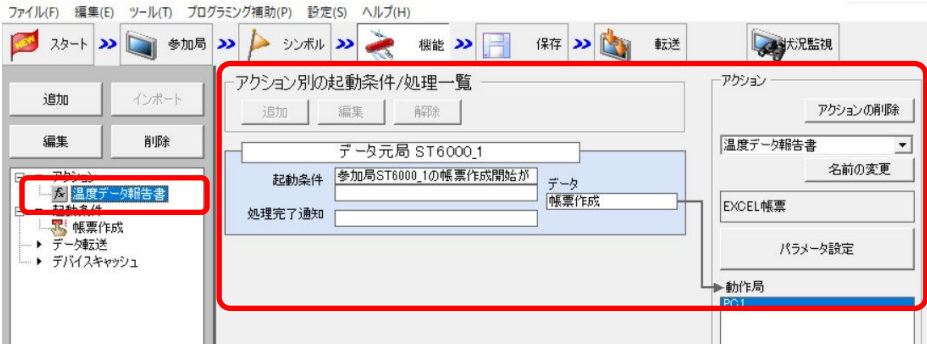 ファイル(F) 編集(E) ツール(T) プログラミング補助(P) 設定(S) ヘルプ(H)
NEW スタート 参加局 シンボル 機能 保存 転送 状況監視
追加 インポート
編集 削除
アクション
温度データ報告書
起動条件
帳票作成
データ転送
デバイスキャッシュ
アクション別の起動条件/処理一覧
追加 編集 解除
データ元局 ST6000_1
起動条件 参加局ST6000_1の帳票作成開始が
処理完了通知
データ
帳票作成
アクション
アクションの削除
温度データ報告書
名前の変更
EXCEL帳票
パラメータ設定
動作局
PC1